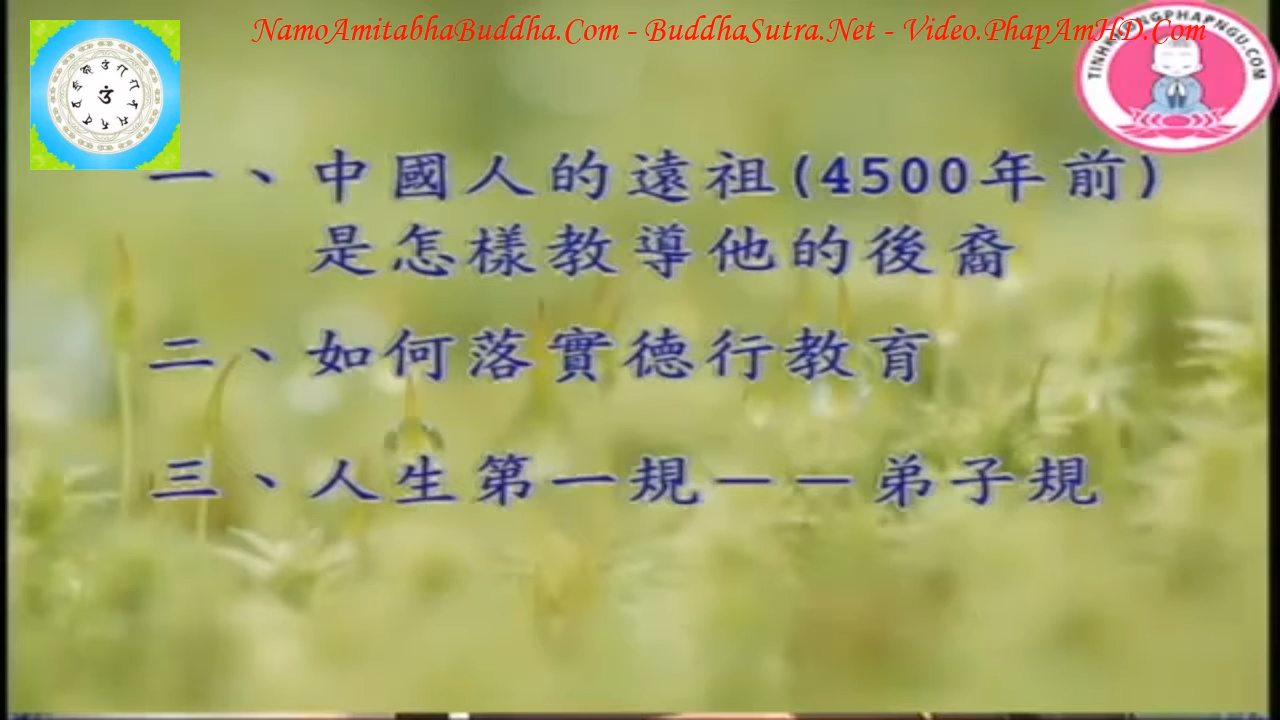 NamoAmitabhaBuddha.Com - BuddhaSutra.Net - Video.PhapAmHD.Com
TINHKHONGPHAPNGU.COM
一、中國人的遠祖(4500年前)
是怎樣教導他的後裔
二、如何落實德行教育
三、人生第一規——弟子規